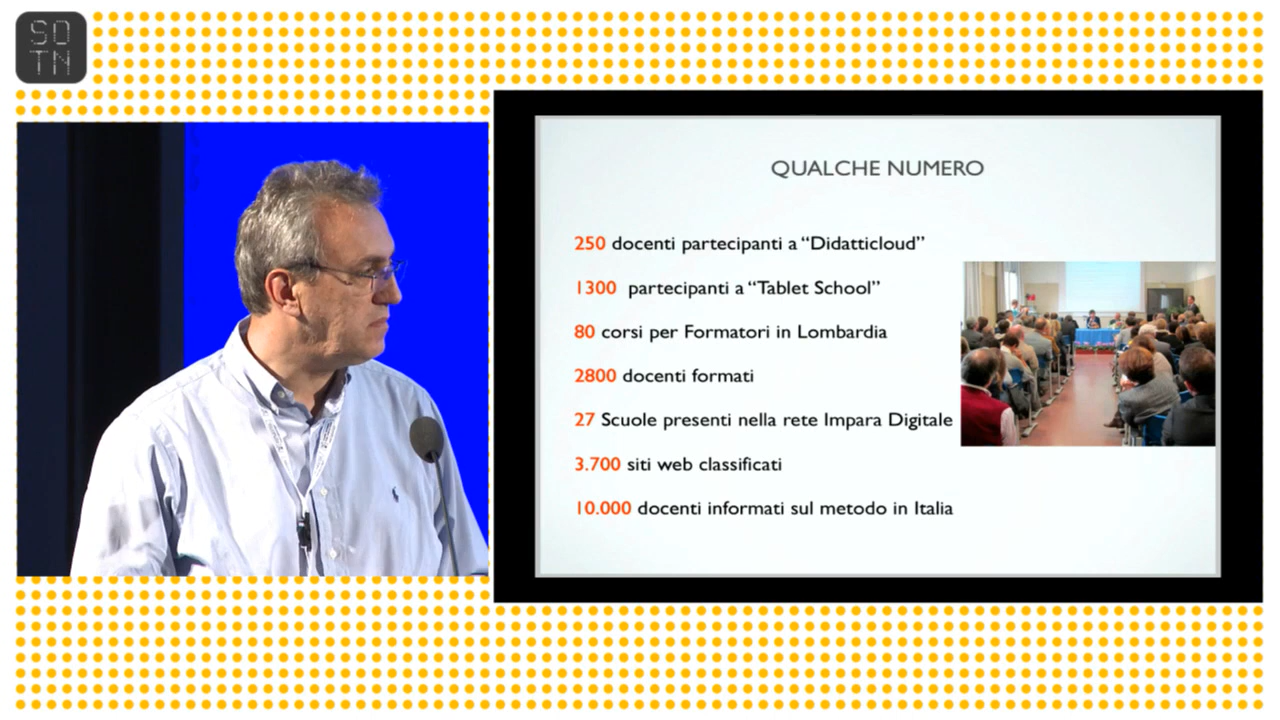 SO
TN
QUALCHE NUMERO
250 docenti partecipanti a “Didatticloud”
1300 partecipanti a “Tablet School”
80 corsi per Formatori in Lombardia
2800 docenti formati
27 Scuole presenti nella rete Impara Digitale
3.700 siti web classificati
10.000 docenti informati sul metodo in Italia